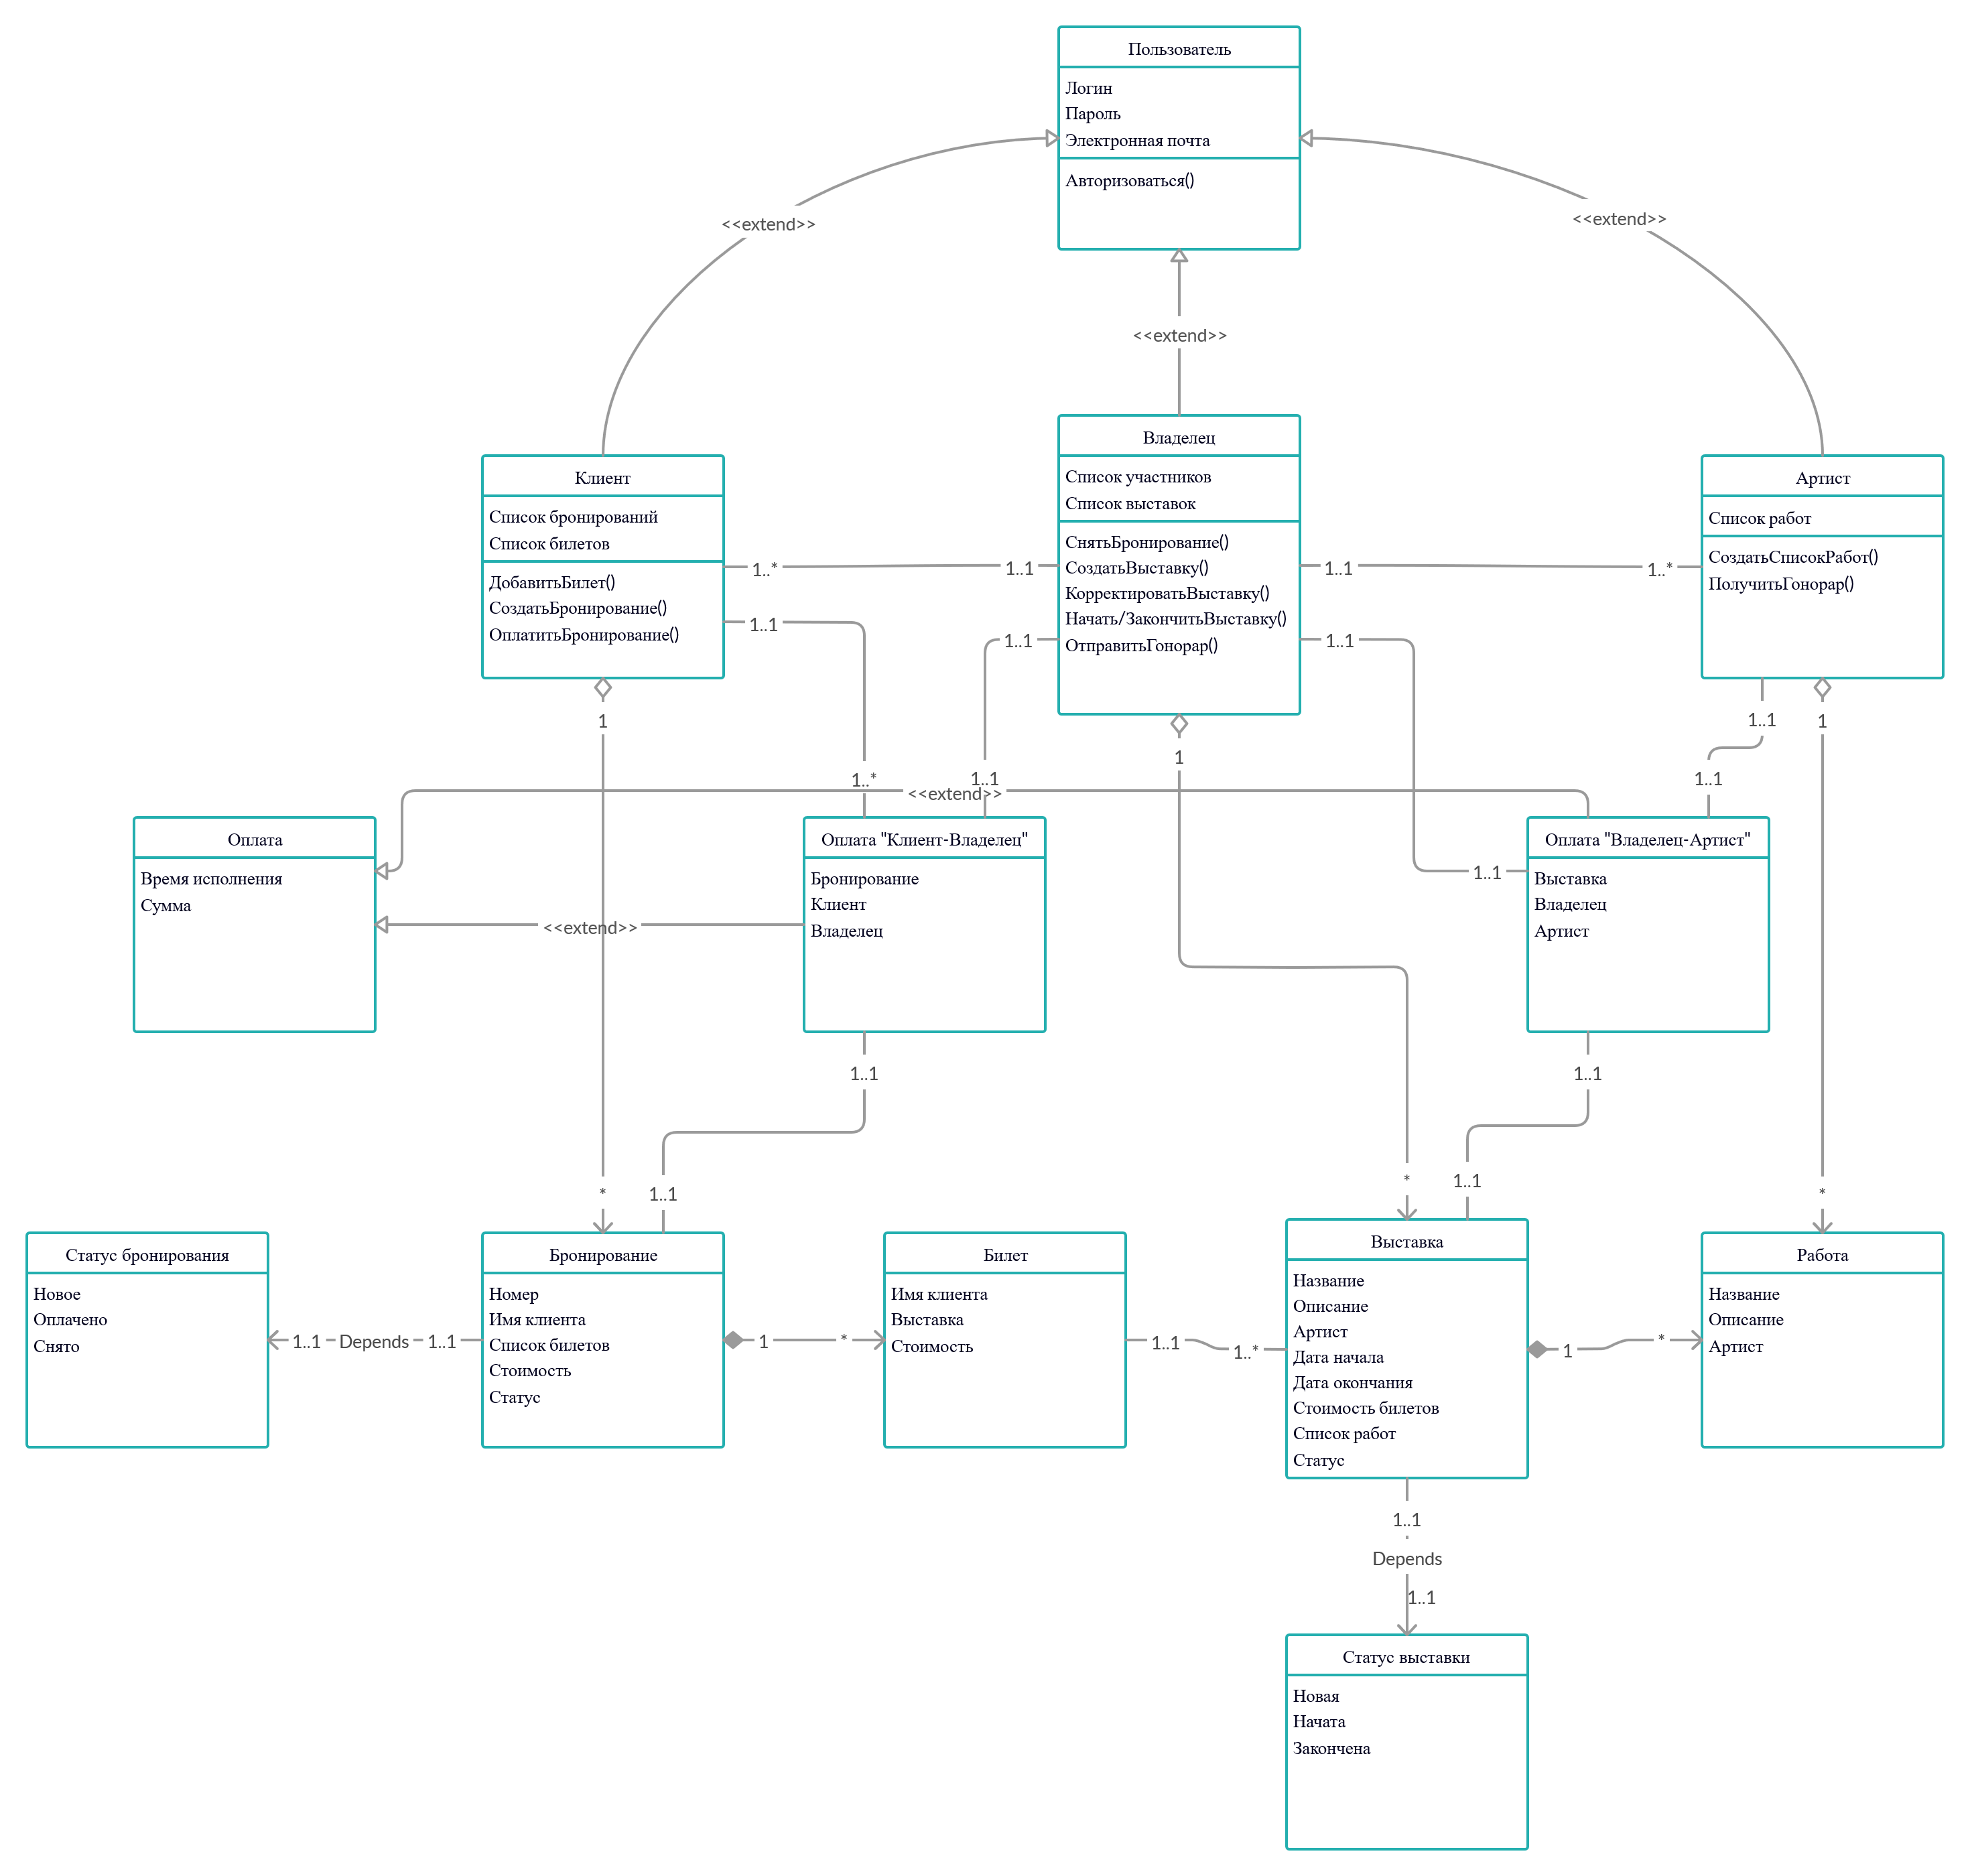 Пользователь
Логин
Пароль
Электронная почта
Авторизоваться()
<<extend>>
<<extend>>
<<extend>>
Клиент
Список бронирований
Список билетов
ДобавитьБилет()
СоздатьБронирование()
ОплатитьБронирование()
Владелец
Список участников
Список выставок
СнятьБронирование()
СоздатьВыставку()
КорректироватьВыставку()
Начать/ЗакончитьВыставку()
ОтправитьГонорар()
Артист
Список работ
СоздатьСписокРабот()
ПолучитьГонорар()
1..*
1..1
1..1
1..*
1..1
1..1
1..1
1
1
1..1
1
1..*
1..1
1..1
<<extend>>
Оплата
Время исполнения
Сумма
<<extend>>
Оплата "Клиент-Владелец"
Бронирование
Клиент
Владелец
1..1
Оплата "Владелец-Артист"
Выставка
Владелец
Артист
1..1
1..1
*
1..1
*
1..1
*
Статус бронирования
Новое
Оплачено
Снято
1..1
Depends
1..1
Бронирование
Номер
Имя клиента
Список билетов
Стоимость
Статус
1
*
Билет
Имя клиента
Выставка
Стоимость
1..1
1..*
Выставка
Название
Описание
Артист
Дата начала
Дата окончания
Стоимость билетов
Список работ
Статус
1
*
Работа
Название
Описание
Артист
1..1
Depends
1..1
Статус выставки
Новая
Начата
Закончена